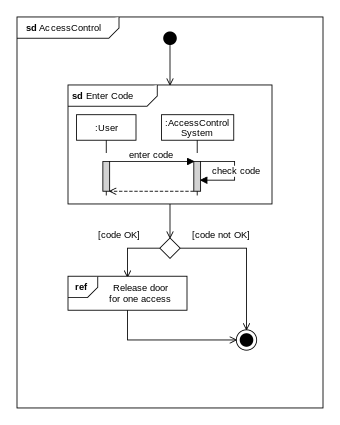 sd AccessControl
sd Enter Code
:User
:AccessControl
System
enter code
check code
[code OK]
[code not OK]
ref
Release door
for one access